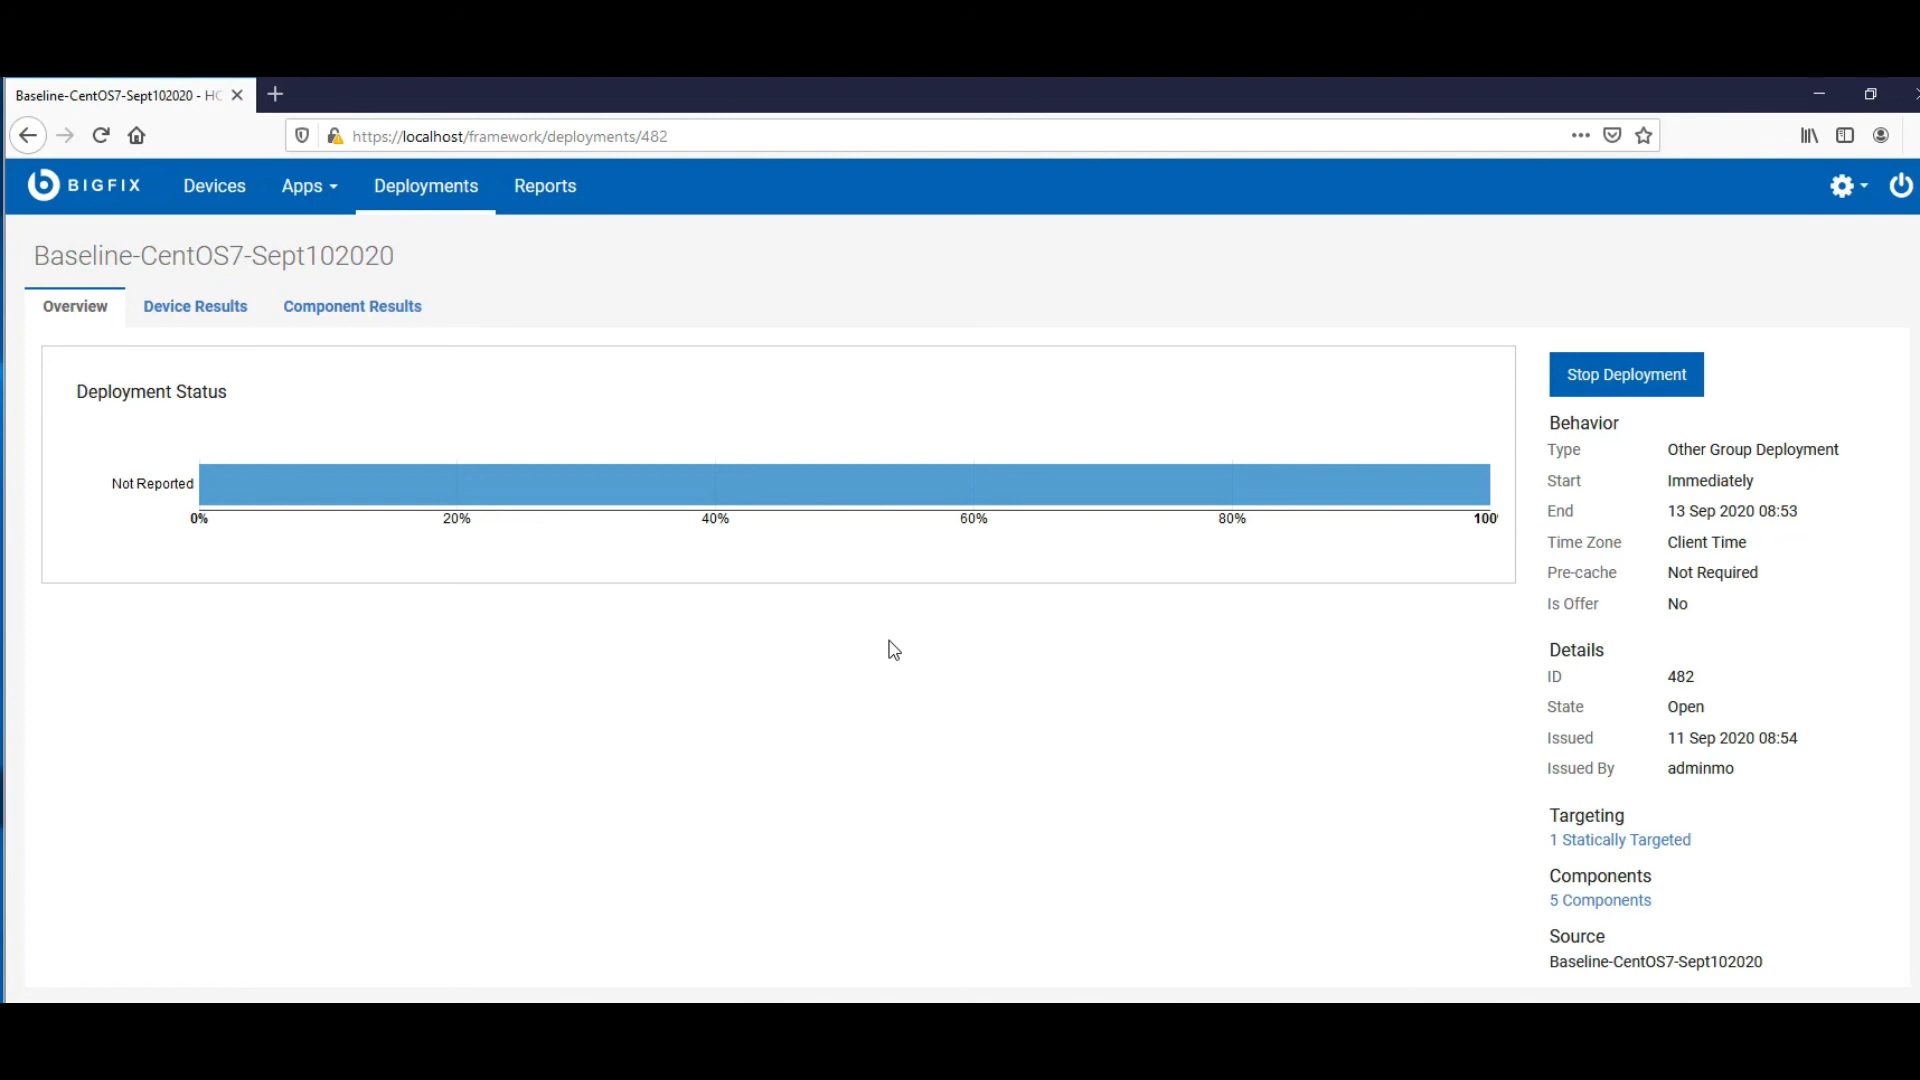 Baseline-CentOS7-Sept102020 - HC
https://localhost/framework/deployments/482
BIGFIX Devices Apps Deployments Reports
Baseline-CentOS7-Sept102020
Overview Device Results Component Results
Deployment Status
Not Reported
0% 20% 40% 60% 80% 100
Stop Deployment
Behavior
Type Other Group Deployment
Start Immediately
End 13 Sep 2020 08:53
Time Zone Client Time
Pre-cache Not Required
Is Offer No
Details
ID 482
State Open
Issued 11 Sep 2020 08:54
Issued By adminmo
Targeting
1 Statically Targeted
Components
5 Components
Source
Baseline-CentOS7-Sept102020